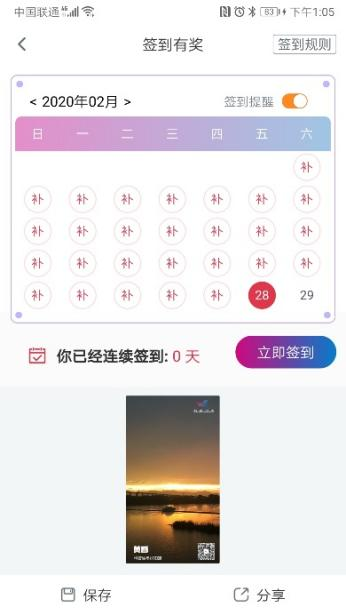 中国联通 83 下午1:05
签到有奖 签到规则
< 2020年02月 > 签到提醒
日 一 二 三 四 五 六
补
补 补 补 补 补 补 补
补 补 补 补 补 补 补
补 补 补 补 补 补 补
补 补 补 补 补 28 29
你已经连续签到: 0 天 立即签到
黄昏
保存 分享